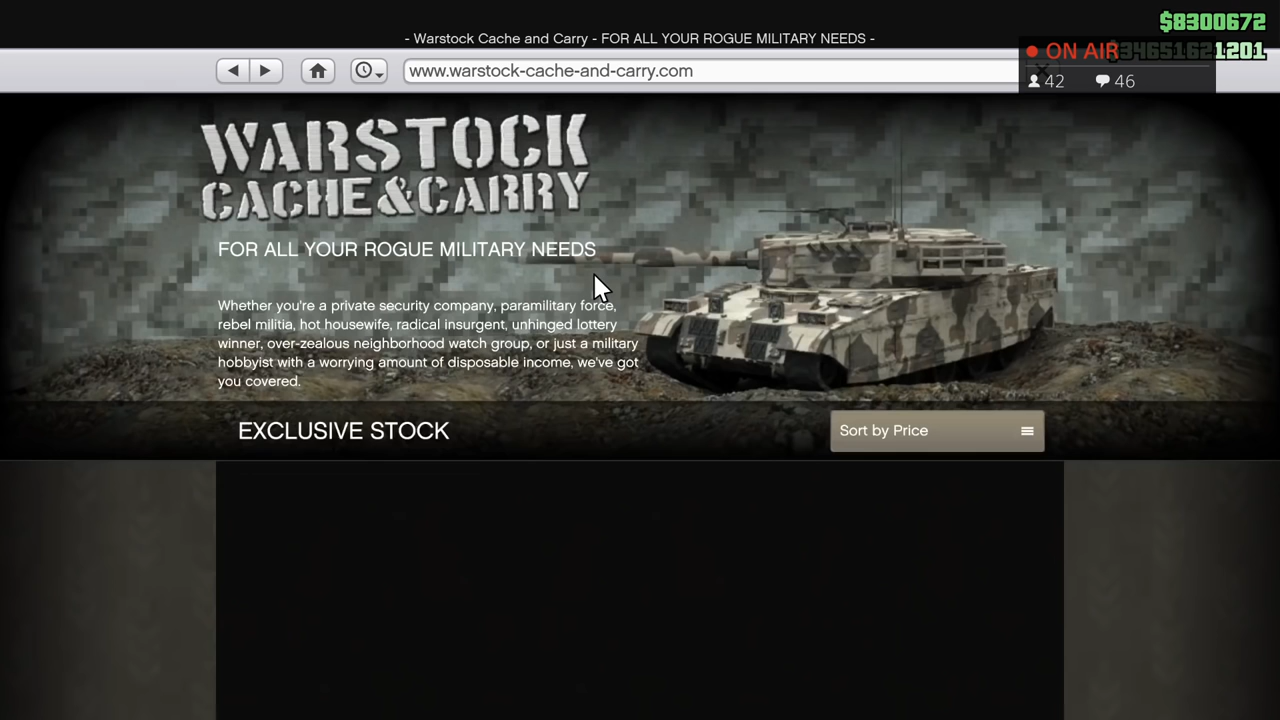 $8300672
- Warstock Cache and Carry - FOR ALL YOUR ROGUE MILITARY NEEDS -
ON AIR
$34651621201
www.warstock-cache-and-carry.com
42
46
WARSTOCK
CACHE&CARRY
FOR ALL YOUR ROGUE MILITARY NEEDS
Whether you're a private security company, paramilitary force,
rebel militia, hot housewife, radical insurgent, unhinged lottery
winner, over-zealous neighborhood watch group, or just a military
hobbyist with a worrying amount of disposable income, we've got
you covered.
EXCLUSIVE STOCK
Sort by Price